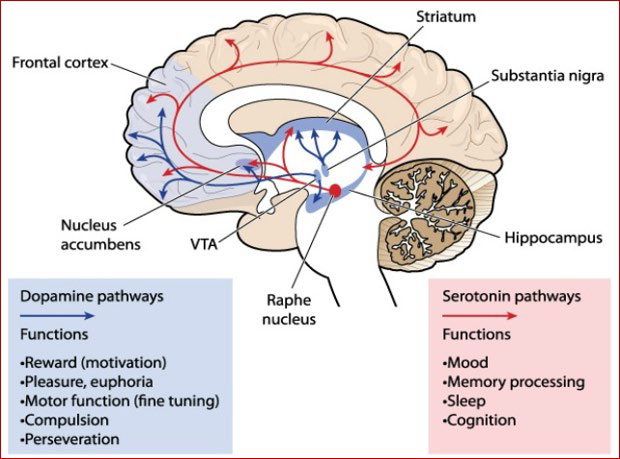 Striatum
Frontal cortex
Substantia nigra
Nucleus
accumbens
VTA
Hippocampus
Raphe
nucleus
Dopamine pathways
Functions
•Reward (motivation)
•Pleasure, euphoria
•Motor function (fine tuning)
•Compulsion
•Perseveration
Serotonin pathways
Functions
•Mood
•Memory processing
•Sleep
•Cognition